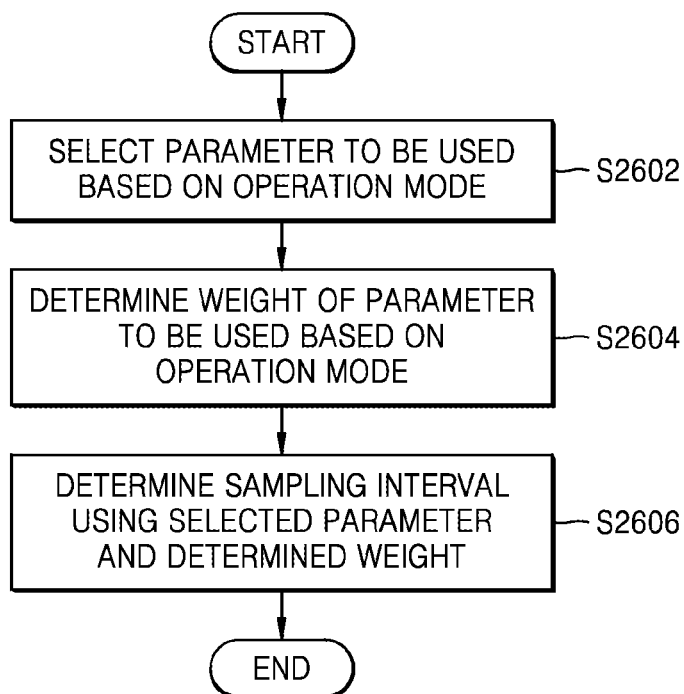 START
SELECT PARAMETER TO BE USED
BASED ON OPERATION MODE
S2602
DETERMINE WEIGHT OF PARAMETER
TO BE USED BASED ON
OPERATION MODE
S2604
DETERMINE SAMPLING INTERVAL
USING SELECTED PARAMETER
AND DETERMINED WEIGHT
S2606
END